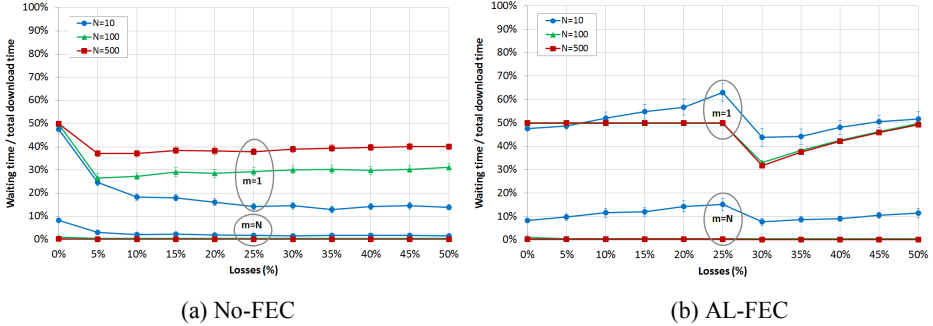 Waiting time / total download time
100%
90%
80%
70%
60%
50%
40%
30%
20%
10%
0%
N=10
N=100
N=500
m=1
m=N
0% 5% 10% 15% 20% 25% 30% 35% 40% 45% 50%
Losses (%)
(a) No-FEC
Waiting time / total download time
100%
90%
80%
70%
60%
50%
40%
30%
20%
10%
0%
N=10
N=100
N=500
m=1
m=N
0% 5% 10% 15% 20% 25% 30% 35% 40% 45% 50%
Losses (%)
(b) AL-FEC